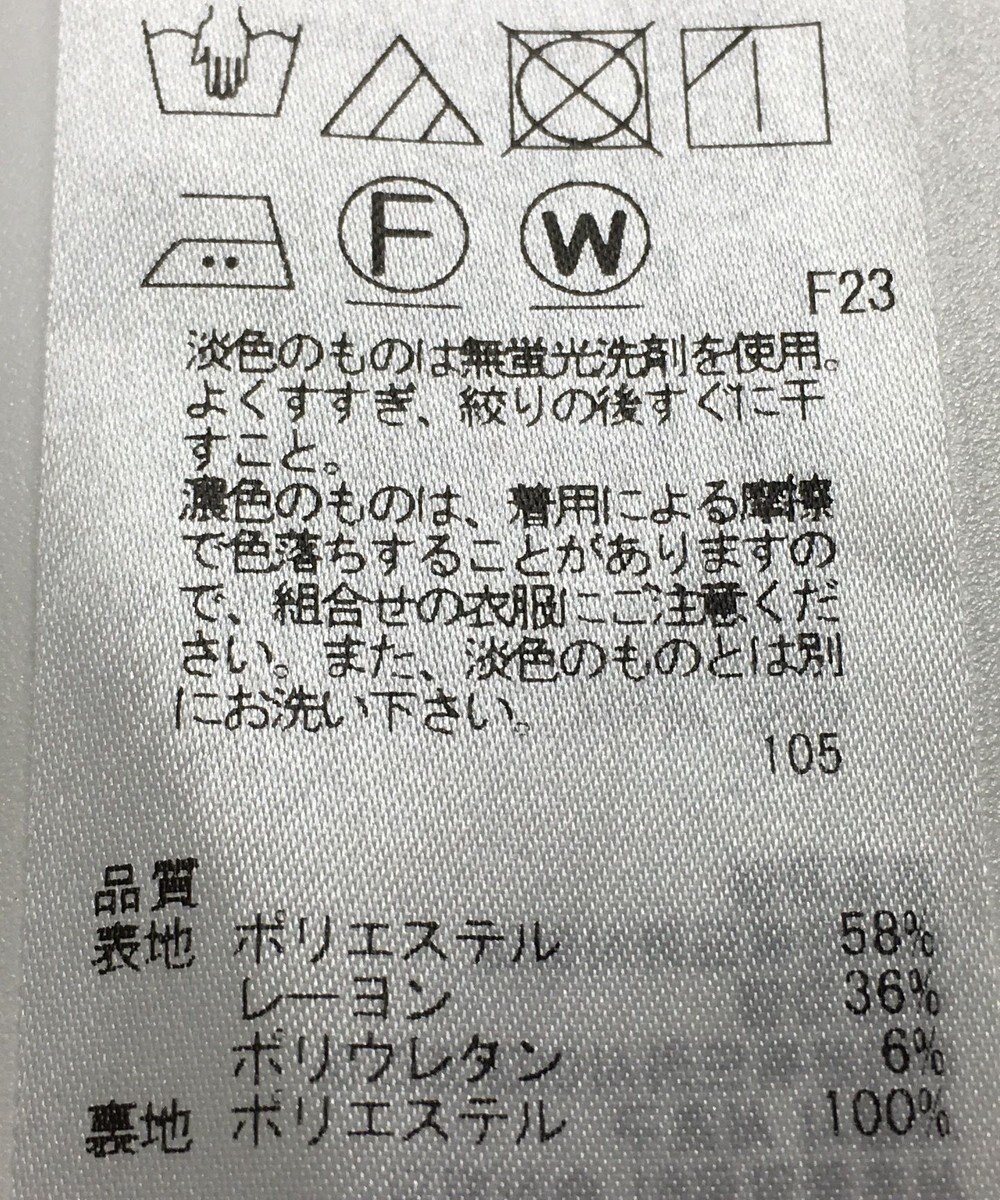 F W
F23
淡色のものは無蛍光洗剤を使用。
よくすすぎ、絞りの後すぐに干
すこと。
濃色のものは、着用による摩擦
で色落ちすることがありますの
で、組合せの衣服にご注意くだ
さい。また、淡色のものとは別
にお洗い下さい。
105
品質
表地 ポリエステル 58%
レーヨン 36%
ポリウレタン 6%
裏地 ポリエステル 100%